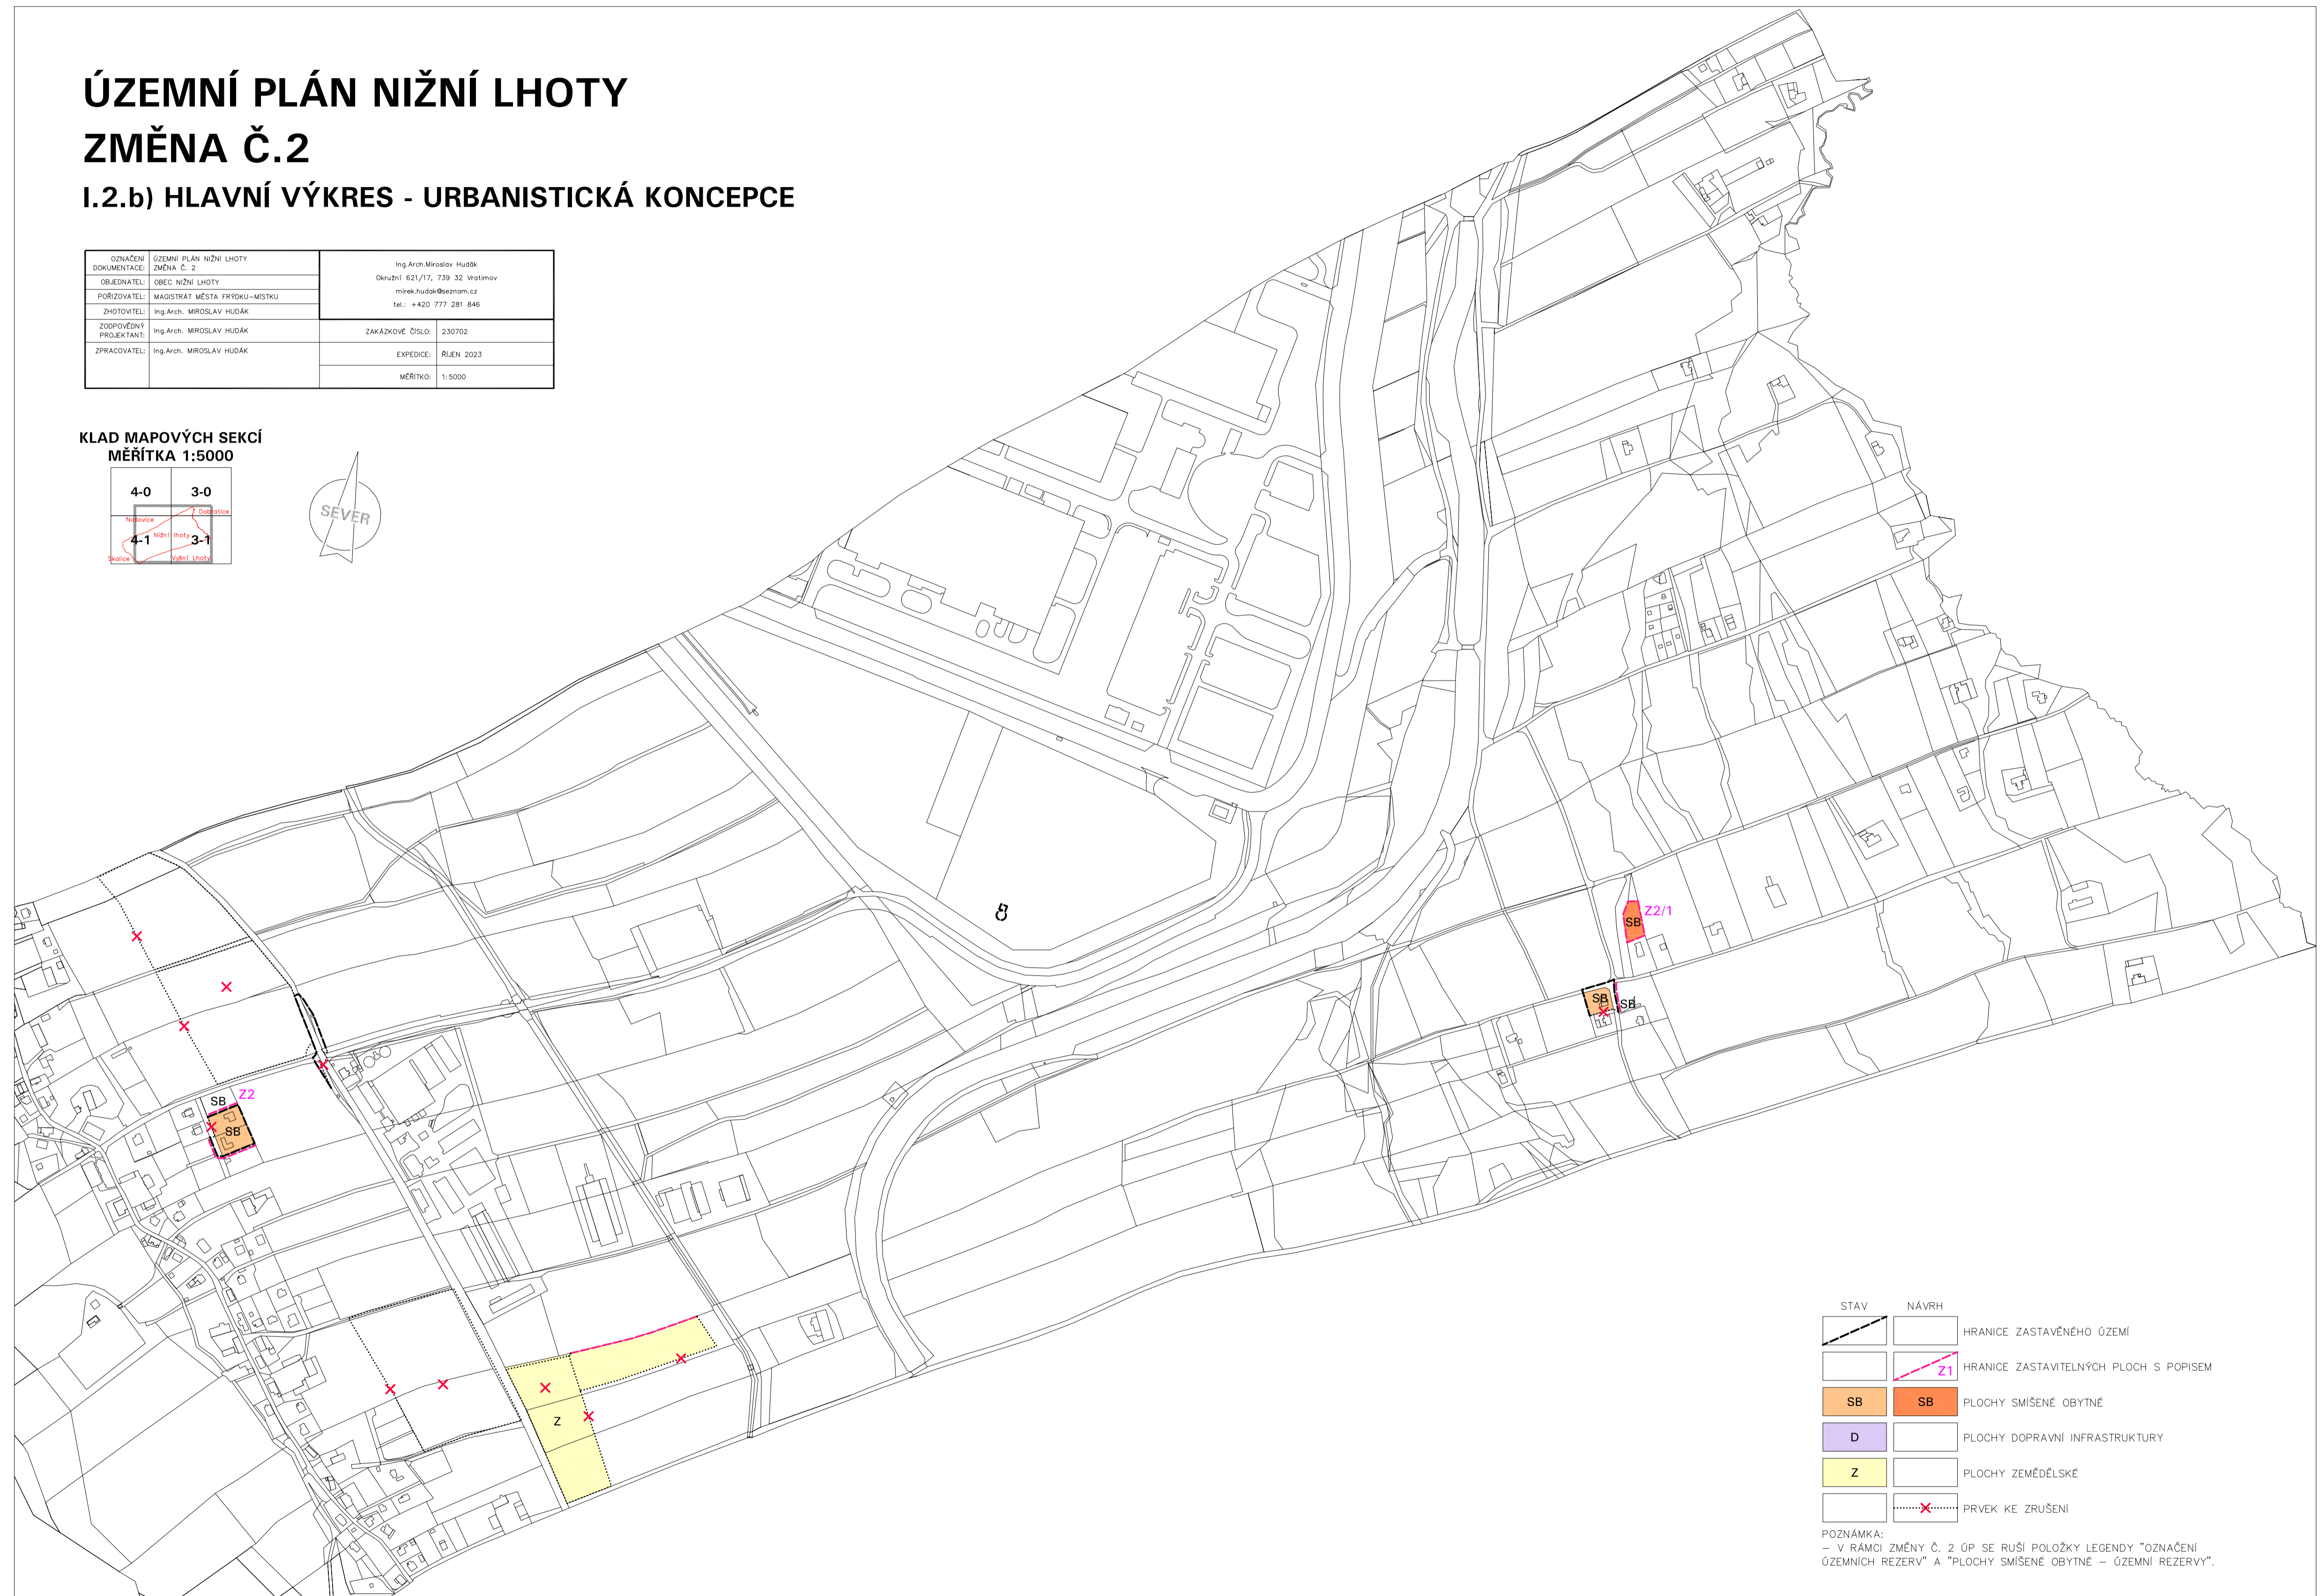 ÚZEMNÍ PLÁN NIŽNÍ LHOTY
ZMĚNA Č.2
I.2.b) HLAVNÍ VÝKRES - URBANISTICKÁ KONCEPCE
OZNAČENÍ DOKUMENTACE: ÚZEMNÍ PLÁN NIŽNÍ LHOTY ZMĚNA Č. 2
OBJEDNATEL: OBEC NIŽNÍ LHOTY
POŘIZOVATEL: MAGISTRÁT MĚSTA FRÝDKU–MÍSTKU
ZHOTOVITEL: Ing.Arch. MIROSLAV HUDÁK
ZODPOVĚDNÝ PROJEKTANT: Ing.Arch. MIROSLAV HUDÁK
ZPRACOVATEL: Ing.Arch. MIROSLAV HUDÁK
Ing.Arch.Miroslav Hudák
Okružní 621/17, 739 32 Vratimov
mirek.hudak@seznam.cz
tel.: +420 777 281 846
ZAKÁZKOVÉ ČÍSLO: 230702
EXPEDICE: ŘÍJEN 2023
MĚŘÍTKO: 1: 5000
KLAD MAPOVÝCH SEKCÍ
MĚŘÍTKA 1:5000
4-0 3-0
Dobratice
Nošovice
4-1 Nižní lhoty 3-1
Skalice Vyšní Lhoty
SEVER
Z2/1
SB
SB
SB
SB Z2
SB
Z
STAV NÁVRH
HRANICE ZASTAVĚNÉHO ÚZEMÍ
Z1 HRANICE ZASTAVITELNÝCH PLOCH S POPISEM
SB SB PLOCHY SMÍŠENÉ OBYTNÉ
D PLOCHY DOPRAVNÍ INFRASTRUKTURY
Z PLOCHY ZEMĚDĚLSKÉ
PRVEK KE ZRUŠENÍ
POZNÁMKA:
– V RÁMCI ZMĚNY Č. 2 ÚP SE RUŠÍ POLOŽKY LEGENDY "OZNAČENÍ
ÚZEMNÍCH REZERV" A "PLOCHY SMÍŠENÉ OBYTNÉ – ÚZEMNÍ REZERVY".